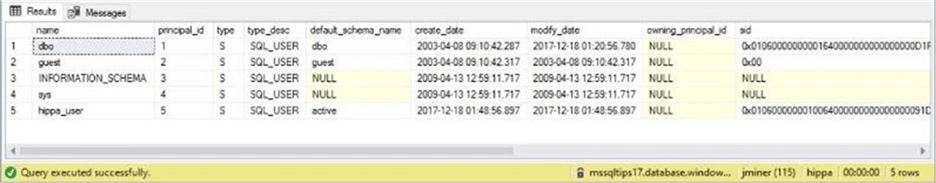 Results Messages
name principal_id type type_desc default_schema_name create_date modify_date owning_principal_id sid
1 dbo 1 S SQL_USER dbo 2003-04-08 09:10:42.287 2017-12-18 01:20:56.780 NULL 0x0106000000000164000000000000000D1F
2 guest 2 S SQL_USER guest 2003-04-08 09:10:42.317 2003-04-08 09:10:42.317 NULL 0x00
3 INFORMATION_SCHEMA 3 S SQL_USER NULL 2009-04-13 12:59:11.717 2009-04-13 12:59:11.717 NULL NULL
4 sys 4 S SQL_USER NULL 2009-04-13 12:59:11.717 2009-04-13 12:59:11.717 NULL NULL
5 hippa_user 5 S SQL_USER active 2017-12-18 01:48:56.897 2017-12-18 01:48:56.897 NULL
Query executed successfully. mssqltips17.database.window... jminer (115) hippa 00:00:00 5 rows